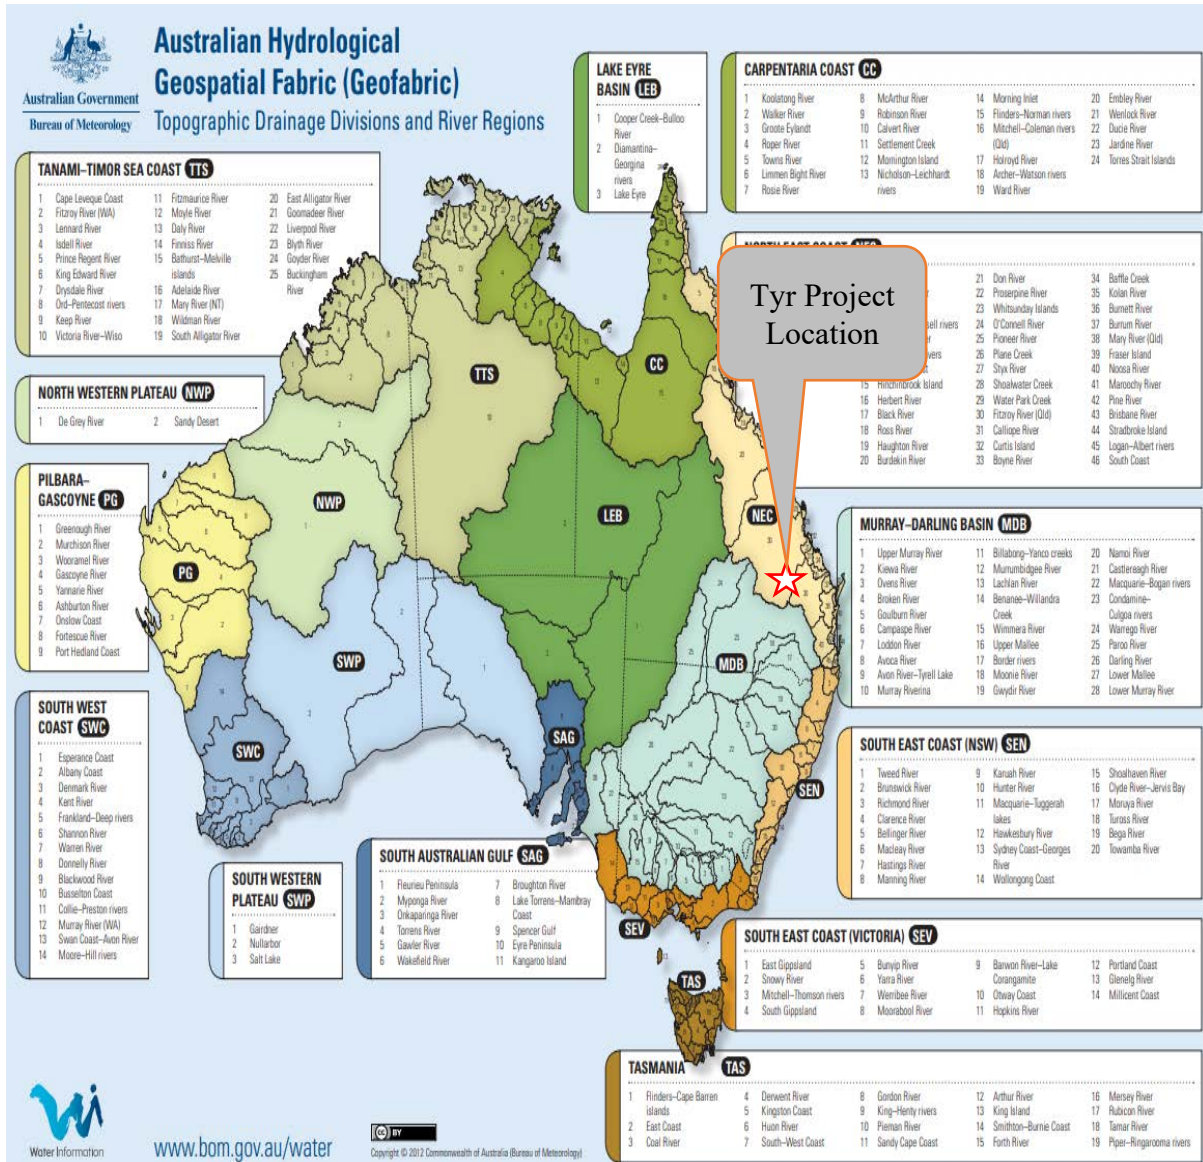 Australian Government
Bureau of Meteorology
Australian Hydrological
Geospatial Fabric (Geofabric)
Topographic Drainage Divisions and River Regions
LAKE EYRE
BASIN LEB
1 Cooper Creek–Bulloo
River
2 Diamantina–
Georgina
rivers
3 Lake Eyre
CARPENTARIA COAST CC
1 Koolatong River
2 Walker River
3 Groote Eylandt
4 Roper River
5 Towns River
6 Limmen Bight River
7 Rosie River
8 McArthur River
9 Robinson River
10 Calvert River
11 Settlement Creek
12 Mornington Island
13 Nicholson–Leichhardt
rivers
14 Morning Inlet
15 Flinders–Norman rivers
16 Mitchell–Coleman rivers
(Qld)
17 Holroyd River
18 Archer–Watson rivers
19 Ward River
20 Embley River
21 Wenlock River
22 Ducie River
23 Jardine River
24 Torres Strait Islands
TANAMI–TIMOR SEA COAST TTS
1 Cape Leveque Coast
2 Fitzroy River (WA)
3 Lennard River
4 Isdell River
5 Prince Regent River
6 King Edward River
7 Drysdale River
8 Ord–Pentecost rivers
9 Keep River
10 Victoria River–Wiso
11 Fitzmaurice River
12 Moyle River
13 Daly River
14 Finniss River
15 Bathurst–Melville
islands
16 Adelaide River
17 Mary River (NT)
18 Wildman River
19 South Alligator River
20 East Alligator River
21 Goomadeer River
22 Liverpool River
23 Blyth River
24 Goyder River
25 Buckingham
River
NORTH EAST COAST NEC
Tyr Project
Location
sell rivers
vers
15 Hinchinbrook Island
16 Herbert River
17 Black River
18 Ross River
19 Haughton River
20 Burdekin River
21 Don River
22 Proserpine River
23 Whitsunday Islands
24 O'Connell River
25 Pioneer River
26 Plane Creek
27 Styx River
28 Shoalwater Creek
29 Water Park Creek
30 Fitzroy River (Qld)
31 Calliope River
32 Curtis Island
33 Boyne River
34 Baffle Creek
35 Kolan River
36 Burnett River
37 Burrum River
38 Mary River (Qld)
39 Fraser Island
40 Noosa River
41 Maroochy River
42 Pine River
43 Brisbane River
44 Stradbroke Island
45 Logan–Albert rivers
46 South Coast
NORTH WESTERN PLATEAU NWP
1 De Grey River
2 Sandy Desert
PILBARA–
GASCOYNE PG
1 Greenough River
2 Murchison River
3 Wooramel River
4 Gascoyne River
5 Yannarie River
6 Ashburton River
7 Onslow Coast
8 Fortescue River
9 Port Hedland Coast
TTS
CC
NWP
LEB
NEC
PG
SWP
MDB
SWC
SAG
SEN
SEV
TAS
MURRAY–DARLING BASIN MDB
1 Upper Murray River
2 Kiewa River
3 Ovens River
4 Broken River
5 Goulburn River
6 Campaspe River
7 Loddon River
8 Avoca River
9 Avon River–Tyrell Lake
10 Murray Riverina
11 Billabong–Yanco creeks
12 Murrumbidgee River
13 Lachlan River
14 Benanee–Willandra
Creek
15 Wimmera River
16 Upper Mallee
17 Border rivers
18 Moonie River
19 Gwydir River
20 Namoi River
21 Castlereagh River
22 Macquarie–Bogan rivers
23 Condamine–
Culgoa rivers
24 Warrego River
25 Paroo River
26 Darling River
27 Lower Mallee
28 Lower Murray River
SOUTH WEST
COAST SWC
1 Esperance Coast
2 Albany Coast
3 Denmark River
4 Kent River
5 Frankland–Deep rivers
6 Shannon River
7 Warren River
8 Donnelly River
9 Blackwood River
10 Busselton Coast
11 Collie–Preston rivers
12 Murray River (WA)
13 Swan Coast–Avon River
14 Moore–Hill rivers
SOUTH EAST COAST (NSW) SEN
1 Tweed River
2 Brunswick River
3 Richmond River
4 Clarence River
5 Bellinger River
6 Macleay River
7 Hastings River
8 Manning River
9 Karuah River
10 Hunter River
11 Macquarie–Tuggerah
lakes
12 Hawkesbury River
13 Sydney Coast–Georges
River
14 Wollongong Coast
15 Shoalhaven River
16 Clyde River–Jervis Bay
17 Moruya River
18 Tuross River
19 Bega River
20 Towamba River
SOUTH WESTERN
PLATEAU SWP
1 Gairdner
2 Nullarbor
3 Salt Lake
SOUTH AUSTRALIAN GULF SAG
1 Fleurieu Peninsula
2 Myponga River
3 Onkaparinga River
4 Torrens River
5 Gawler River
6 Wakefield River
7 Broughton River
8 Lake Torrens–Mambray
Coast
9 Spencer Gulf
10 Eyre Peninsula
11 Kangaroo Island
SOUTH EAST COAST (VICTORIA) SEV
1 East Gippsland
2 Snowy River
3 Mitchell–Thomson rivers
4 South Gippsland
5 Bunyip River
6 Yarra River
7 Werribee River
8 Moorabool River
9 Barwon River–Lake
Corangamite
10 Otway Coast
11 Hopkins River
12 Portland Coast
13 Glenelg River
14 Millicent Coast
TASMANIA TAS
1 Flinders–Cape Barren
islands
2 East Coast
3 Coal River
4 Derwent River
5 Kingston Coast
6 Huon River
7 South–West Coast
8 Gordon River
9 King–Henty rivers
10 Pieman River
11 Sandy Cape Coast
12 Arthur River
13 King Island
14 Smithton–Burnie Coast
15 Forth River
16 Mersey River
17 Rubicon River
18 Tamar River
19 Piper–Ringarooma rivers
Water Information
www.bom.gov.au/water
cc BY
Copyright © 2012 Commonwealth of Australia (Bureau of Meteorology)